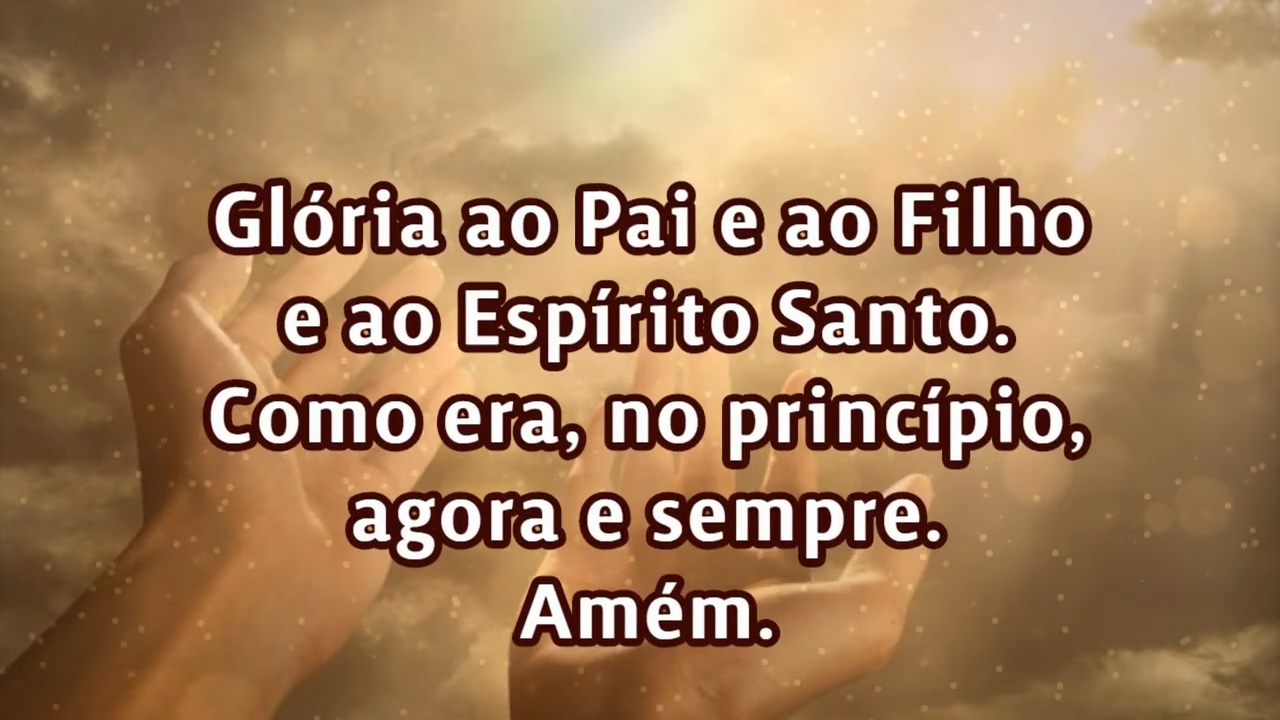 Glória ao Pai e ao Filho
e ao Espírito Santo.
Como era, no princípio,
agora e sempre.
Amém.